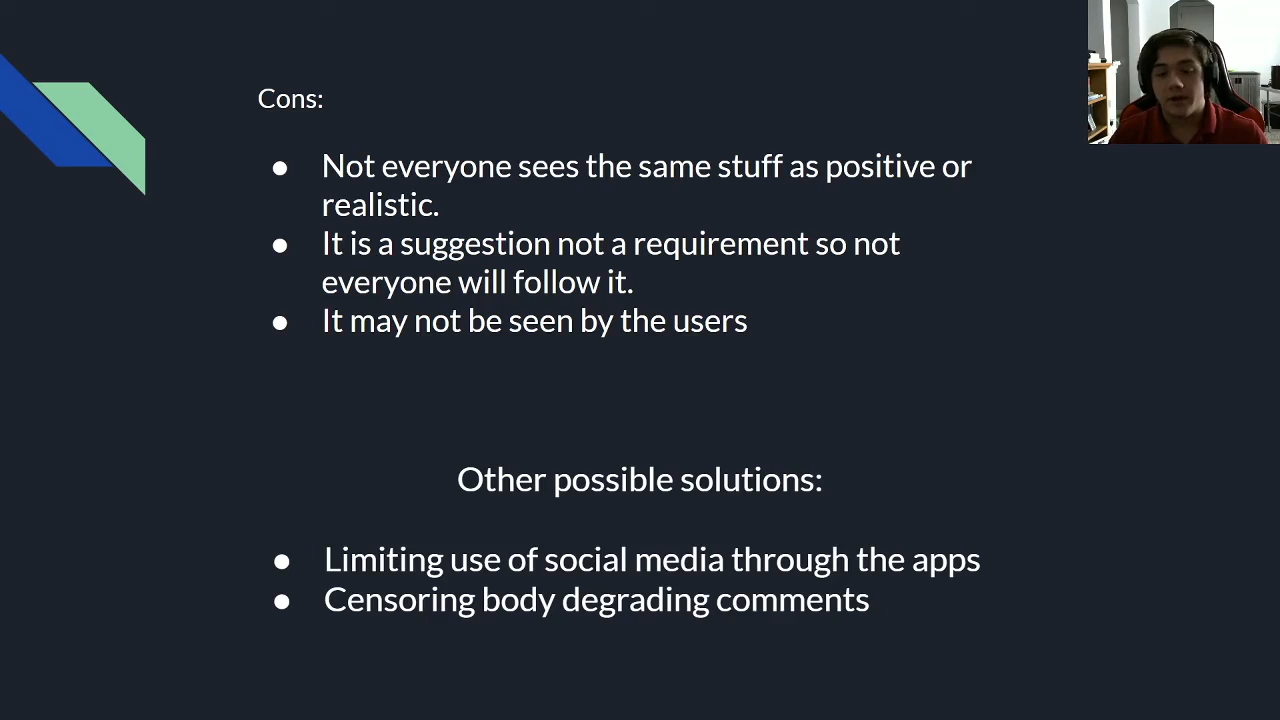 Cons:
● Not everyone sees the same stuff as positive or
realistic.
● It is a suggestion not a requirement so not
everyone will follow it.
● It may not be seen by the users
Other possible solutions:
● Limiting use of social media through the apps
● Censoring body degrading comments